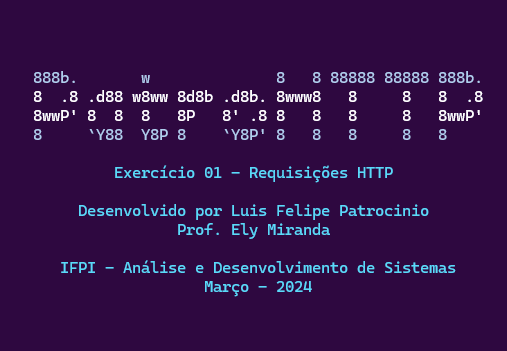 888b.       w              8   8 88888 88888 888b.
8  .8 .d88 w8ww 8d8b .d8b. 8www8   8     8   8  .8
8wwP' 8  8  8   8P   8' .8 8   8   8     8   8wwP'
8     `Y88  Y8P 8    `Y8P' 8   8   8     8   8
Exercício 01 - Requisições HTTP
Desenvolvido por Luis Felipe Patrocinio
Prof. Ely Miranda
IFPI - Análise e Desenvolvimento de Sistemas
Março - 2024